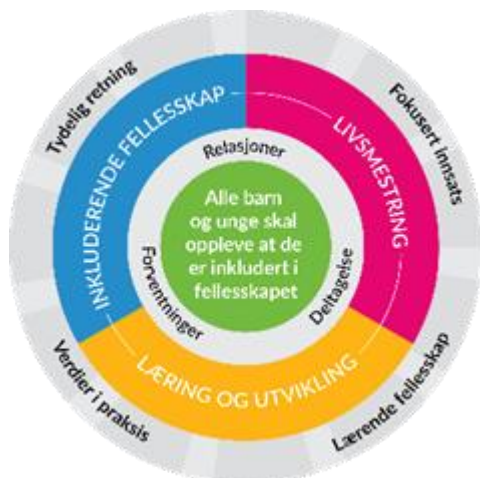 Tydelig retning
Fokusert innsats
INKLUDERENDE FELLESSKAP
LIVSMESTRING
Relasjoner
Alle barn
og unge skal
oppleve at de
er inkludert i
fellesskapet
Forventninger
Deltagelse
LÆRING OG UTVIKLING
Verdier i praksis
Lærende fellesskap